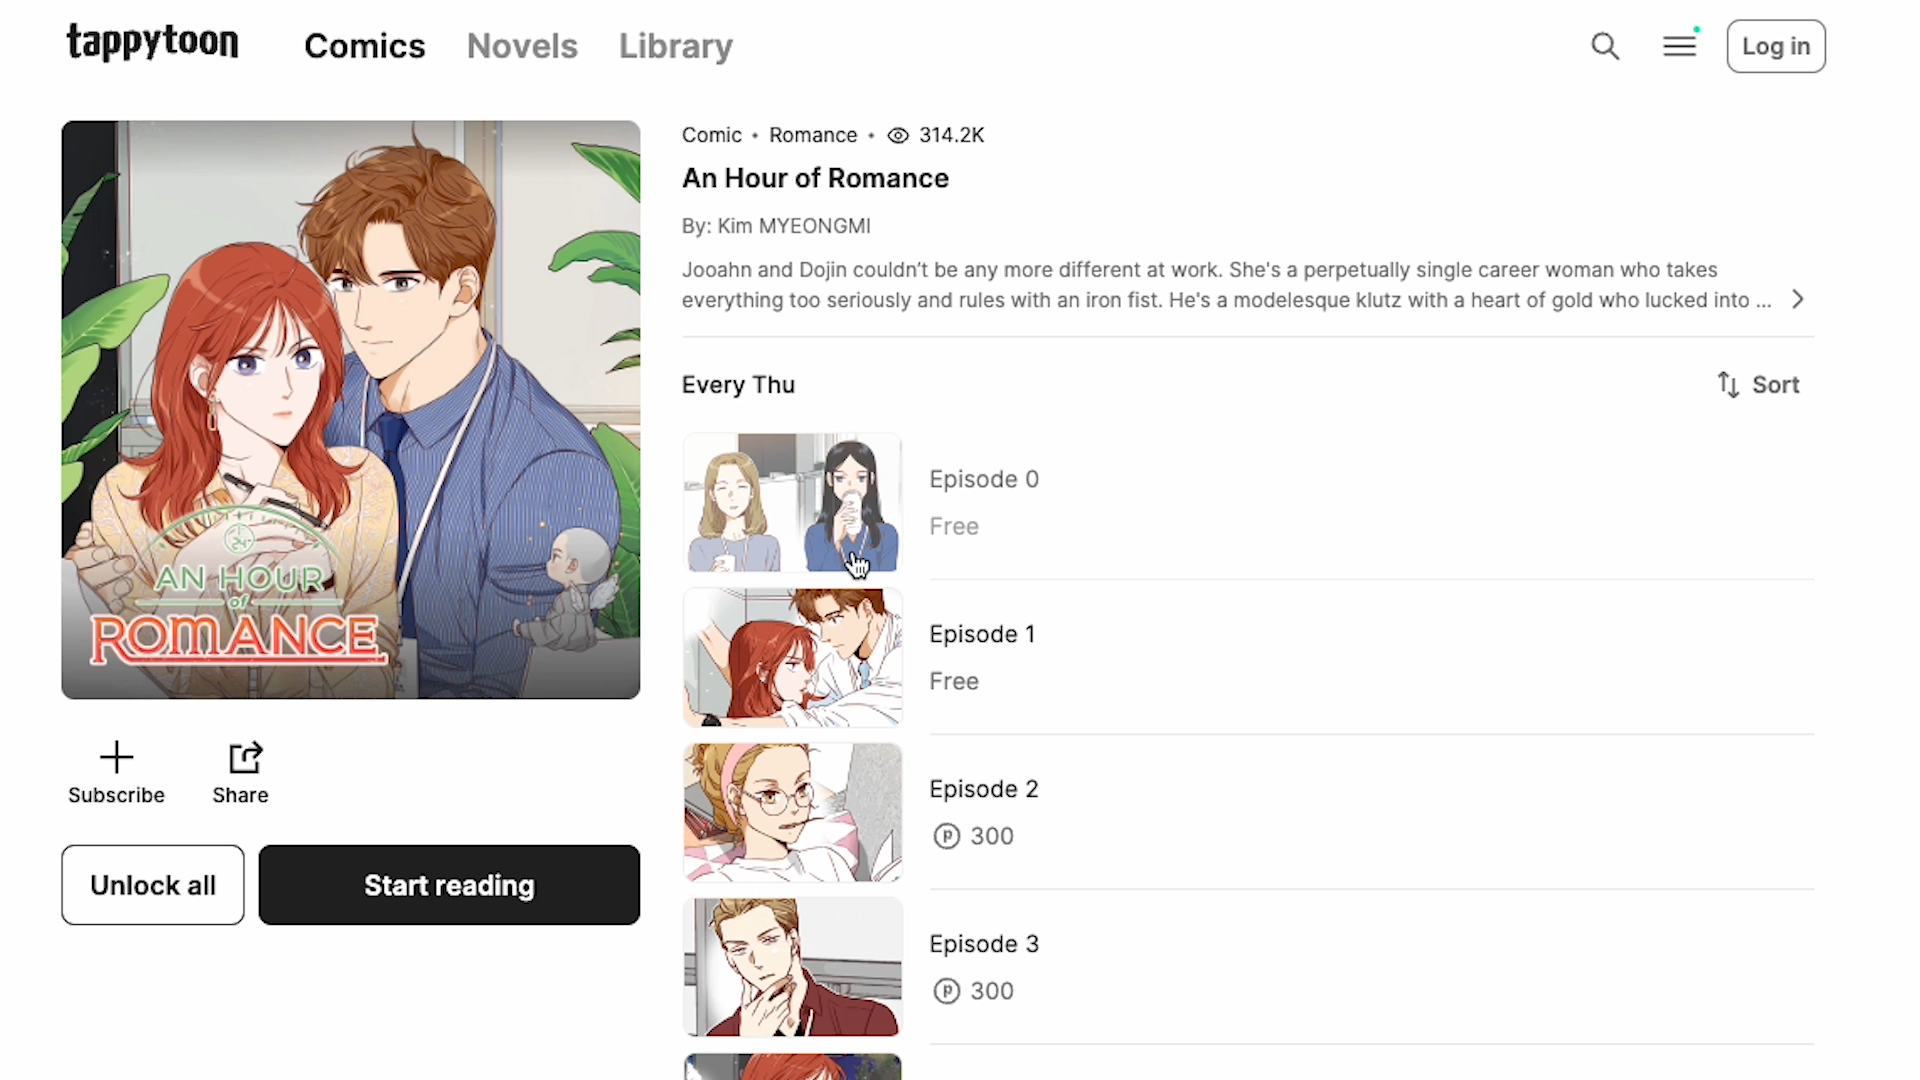 tappytoon
Comics
Novels
Library
Log in
Comic • Romance • 314.2K
An Hour of Romance
By: Kim MYEONGMI
Jooahn and Dojin couldn’t be any more different at work. She's a perpetually single career woman who takes
everything too seriously and rules with an iron fist. He's a modelesque klutz with a heart of gold who lucked into ...
Every Thu
Sort
Episode 0
Free
Episode 1
Free
Episode 2
P 300
Episode 3
P 300
24
AN HOUR
of
ROMANCE
Subscribe
Share
Unlock all
Start reading